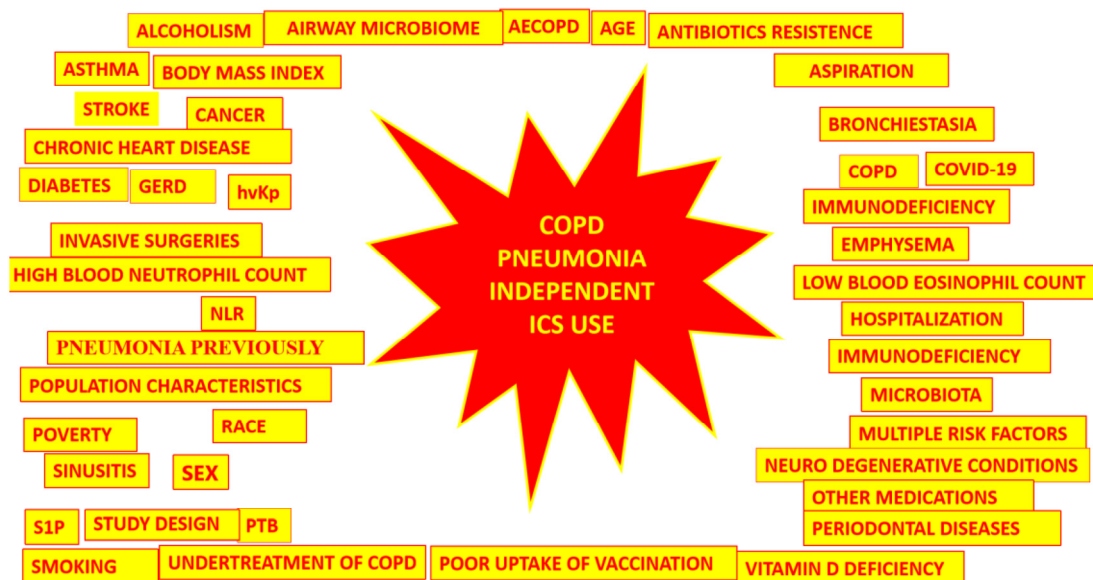 ALCOHOLISM
AIRWAY MICROBIOME
AECOPD
AGE
ANTIBIOTICS RESISTENCE
ASTHMA
BODY MASS INDEX
ASPIRATION
STROKE
CANCER
BRONCHIESTASIA
CHRONIC HEART DISEASE
COPD
COVID-19
DIABETES
GERD
hvKp
IMMUNODEFICIENCY
INVASIVE SURGERIES
EMPHYSEMA
HIGH BLOOD NEUTROPHIL COUNT
LOW BLOOD EOSINOPHIL COUNT
COPD
PNEUMONIA
INDEPENDENT
ICS USE
NLR
HOSPITALIZATION
PNEUMONIA PREVIOUSLY
IMMUNODEFICIENCY
POPULATION CHARACTERISTICS
MICROBIOTA
POVERTY
RACE
MULTIPLE RISK FACTORS
SINUSITIS
SEX
NEURO DEGENERATIVE CONDITIONS
OTHER MEDICATIONS
S1P
STUDY DESIGN
PTB
PERIODONTAL DISEASES
SMOKING
UNDERTREATMENT OF COPD
POOR UPTAKE OF VACCINATION
VITAMIN D DEFICIENCY